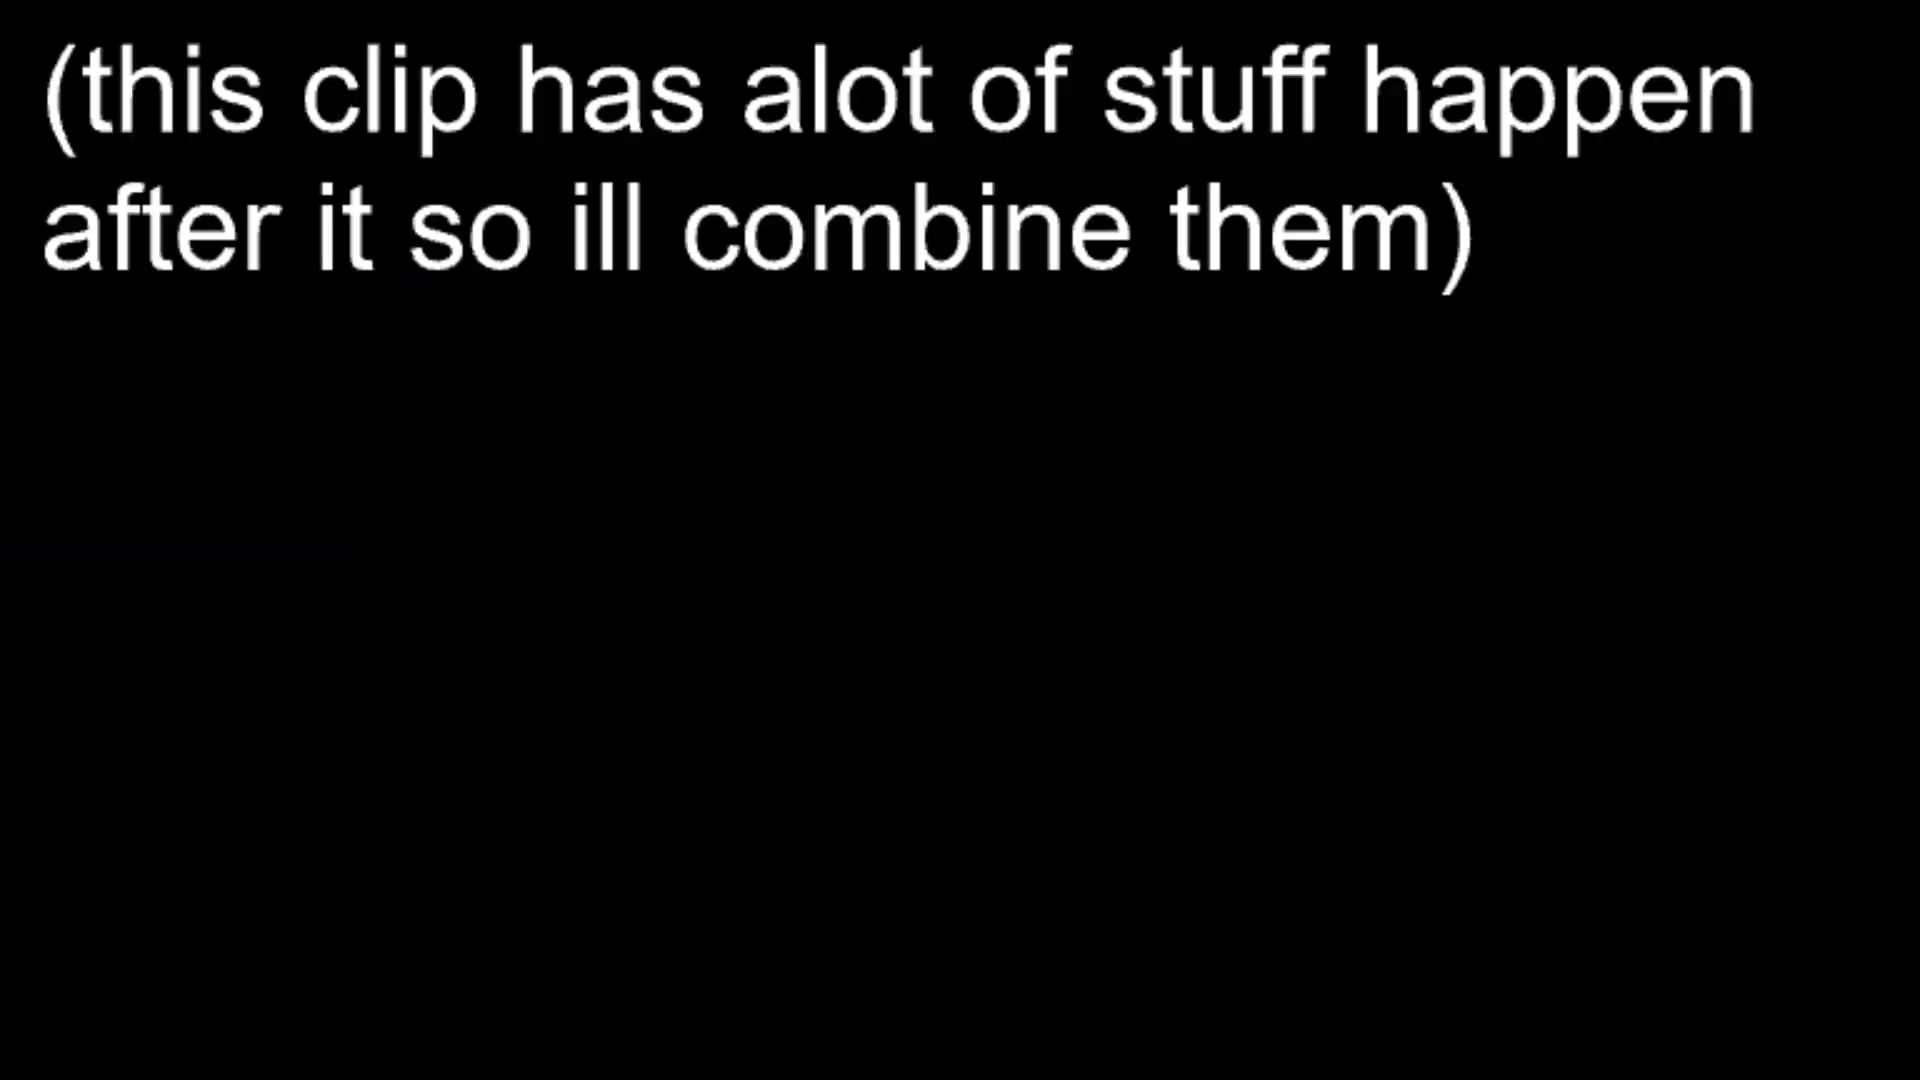 (this clip has alot of stuff happen
after it so ill combine them)